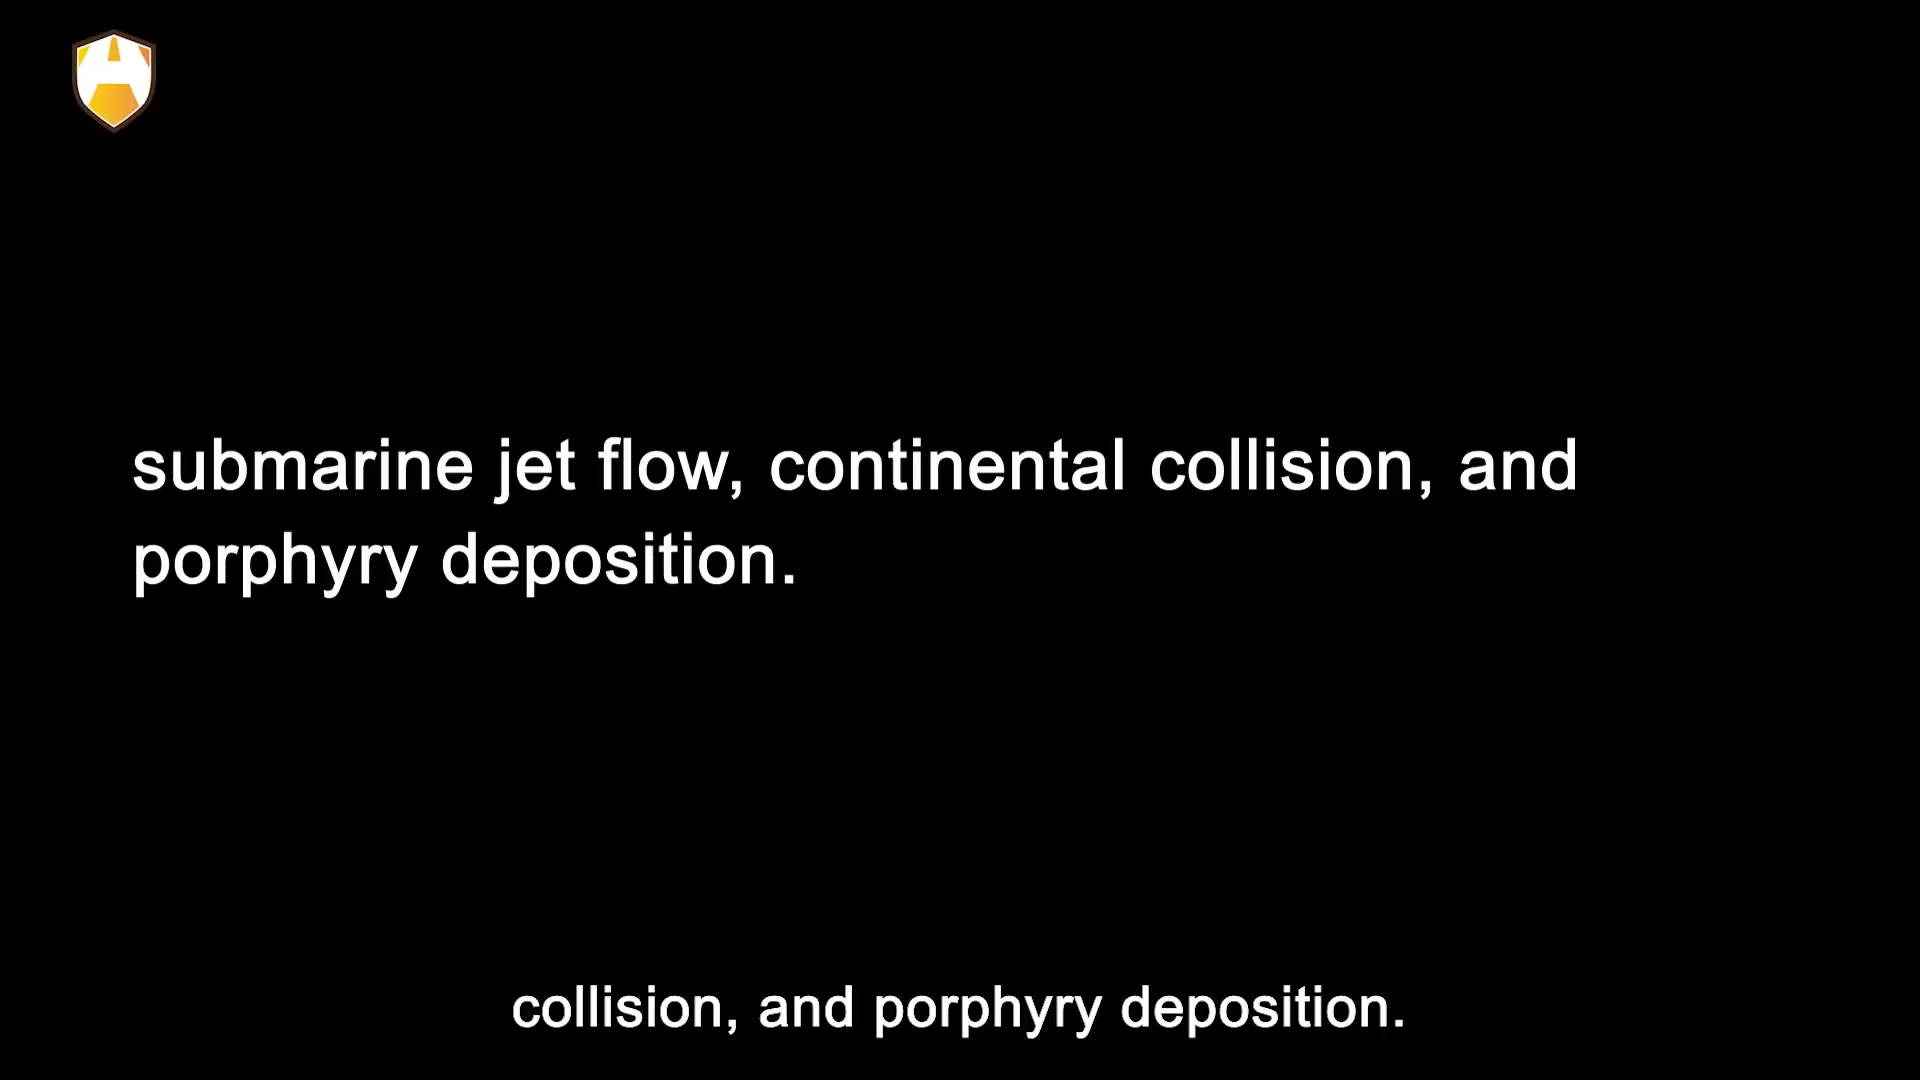 submarine jet flow, continental collision, and
porphyry deposition.
collision, and porphyry deposition.